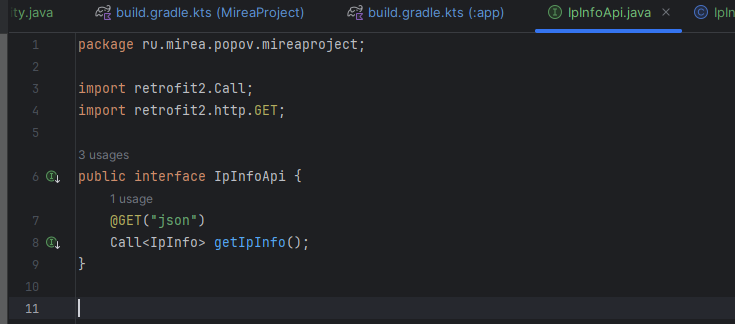 ity.java build.gradle.kts (MireaProject) build.gradle.kts (:app) IpInfoApi.java IpIn
1 package ru.mirea.popov.mireaproject;
2
3 import retrofit2.Call;
4 import retrofit2.http.GET;
5
3 usages
6 public interface IpInfoApi {
1 usage
7 @GET("json")
8 Call<IpInfo> getIpInfo();
9 }
10
11